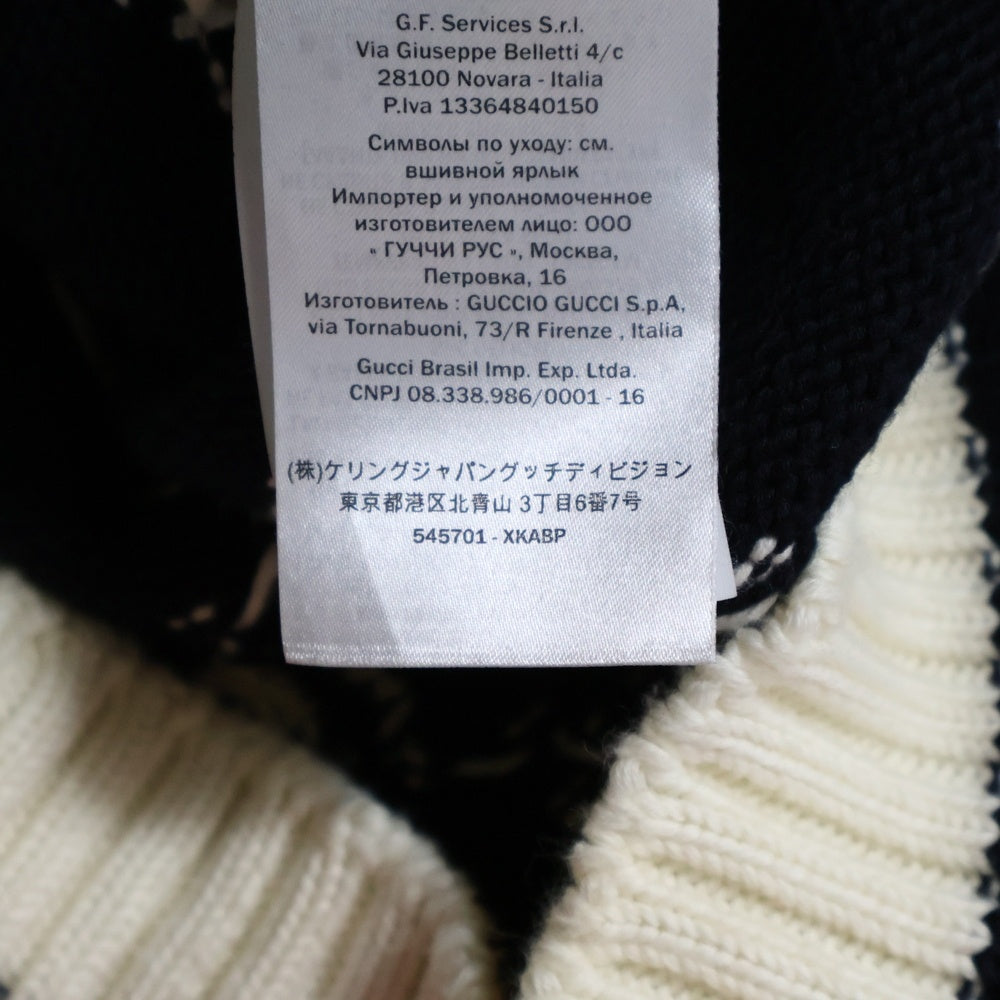 G.F. Services S.r.l.
Via Giuseppe Belletti 4/c
28100 Novara - Italia
P.Iva 13364840150
Символы по уходу: см.
вшивной ярлык
Импортер и уполномоченное
изготовителем лицо: ООО
« ГУЧЧИ РУС », Москва,
Петровка, 16
Изготовитель : GUCCIO GUCCI S.p.A,
via Tornabuoni, 73/R Firenze , Italia
Gucci Brasil Imp. Exp. Ltda.
CNPJ 08.338.986/0001 - 16
(株)ケリングジャパングッチディビジョン
東京都港区北青山 3丁目6番7号
545701 - XKABP